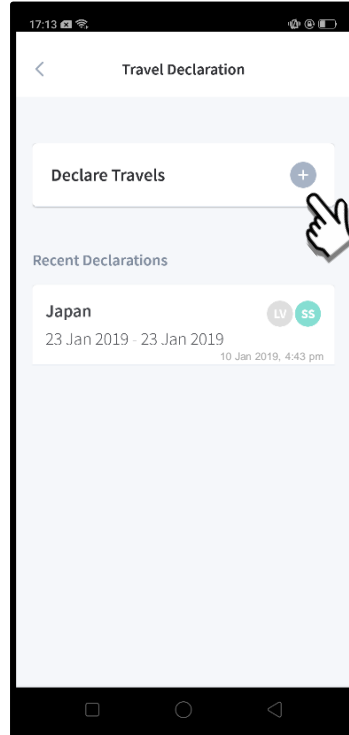 17:13
Travel Declaration
Declare Travels
Recent Declarations
Japan
LV SS
23 Jan 2019 - 23 Jan 2019
10 Jan 2019, 4:43 pm